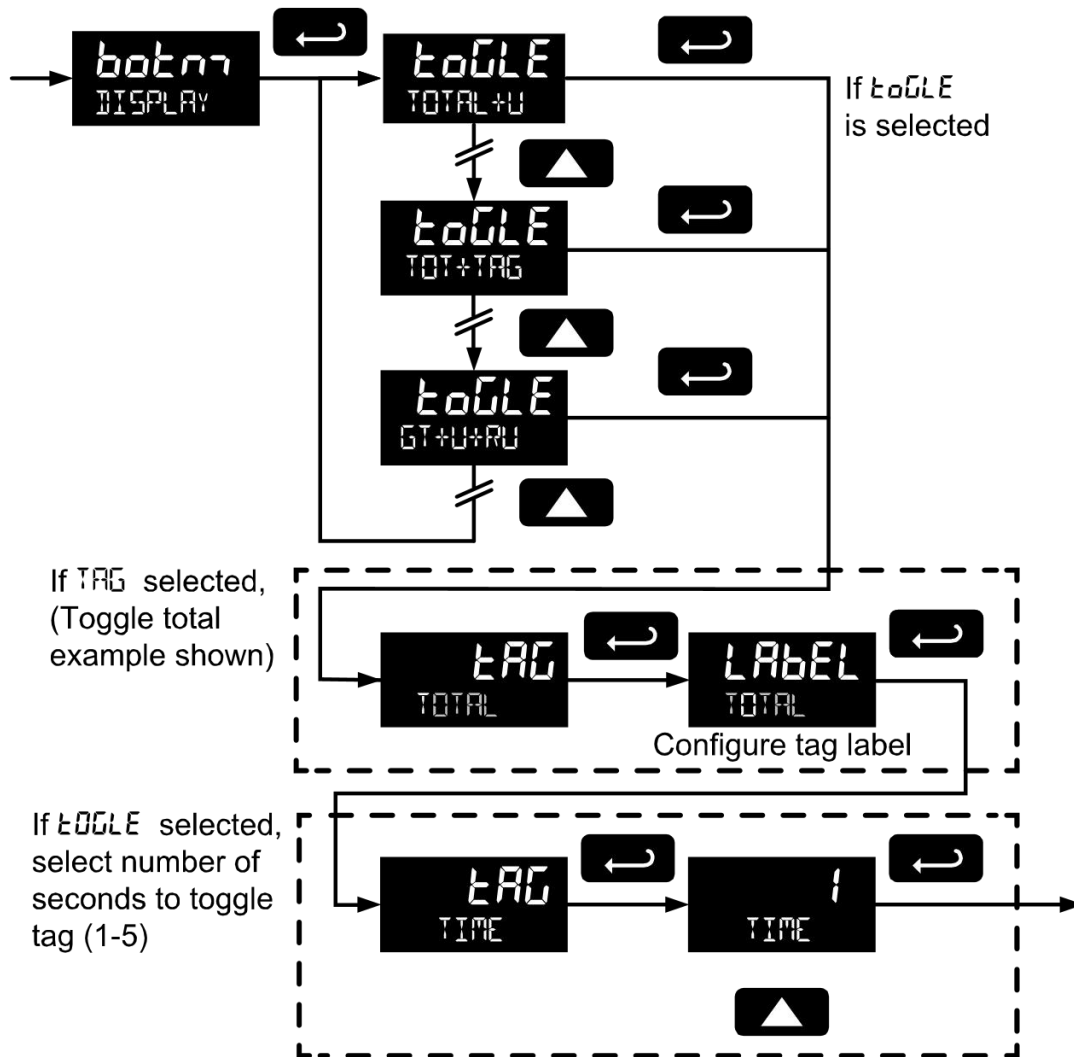 botm
DISPLAY
toGLE
TOTAL+U
If toGLE
is selected
toGLE
TOT+TAG
toGLE
GT+U+RU
If TAG selected,
(Toggle total
example shown)
tAG
TOTAL
LAbEL
TOTAL
Configure tag label
If tOGLE selected,
select number of
seconds to toggle
tag (1-5)
tAG
TIME
1
TIME